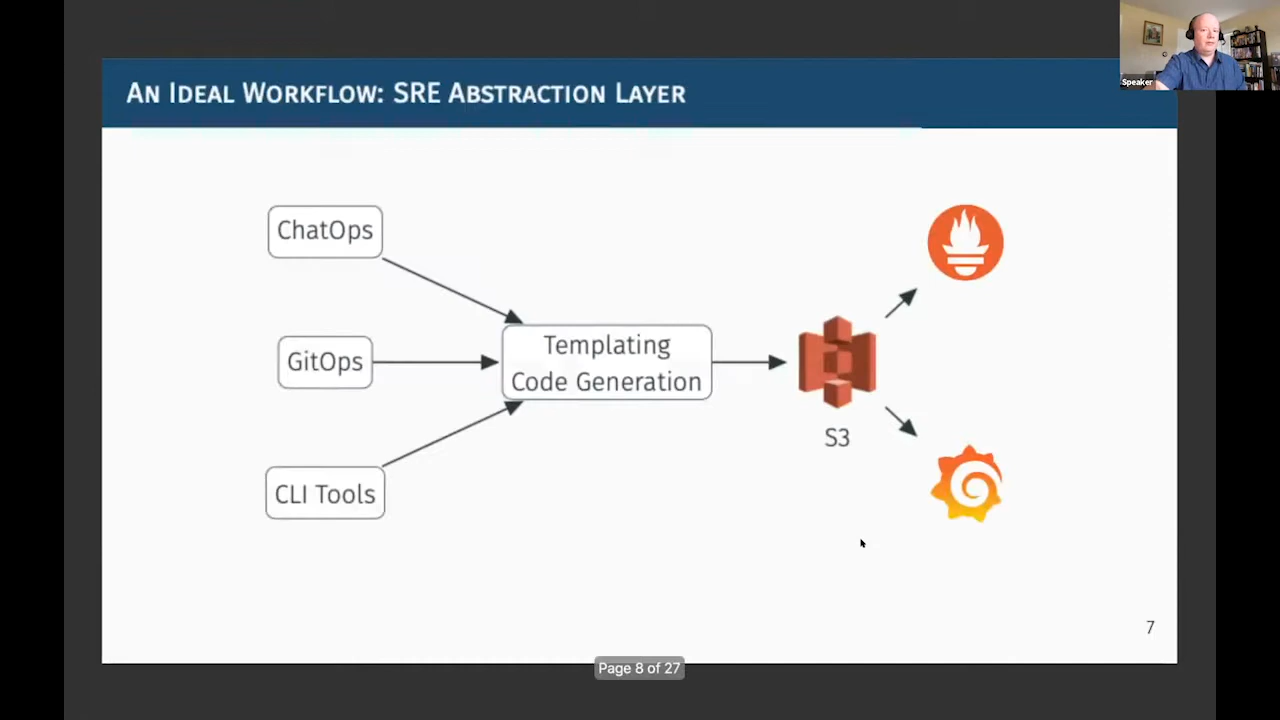 Speaker
AN IDEAL WORKFLOW: SRE ABSTRACTION LAYER
ChatOps
GitOps
CLI Tools
Templating
Code Generation
S3
7
Page 8 of 27